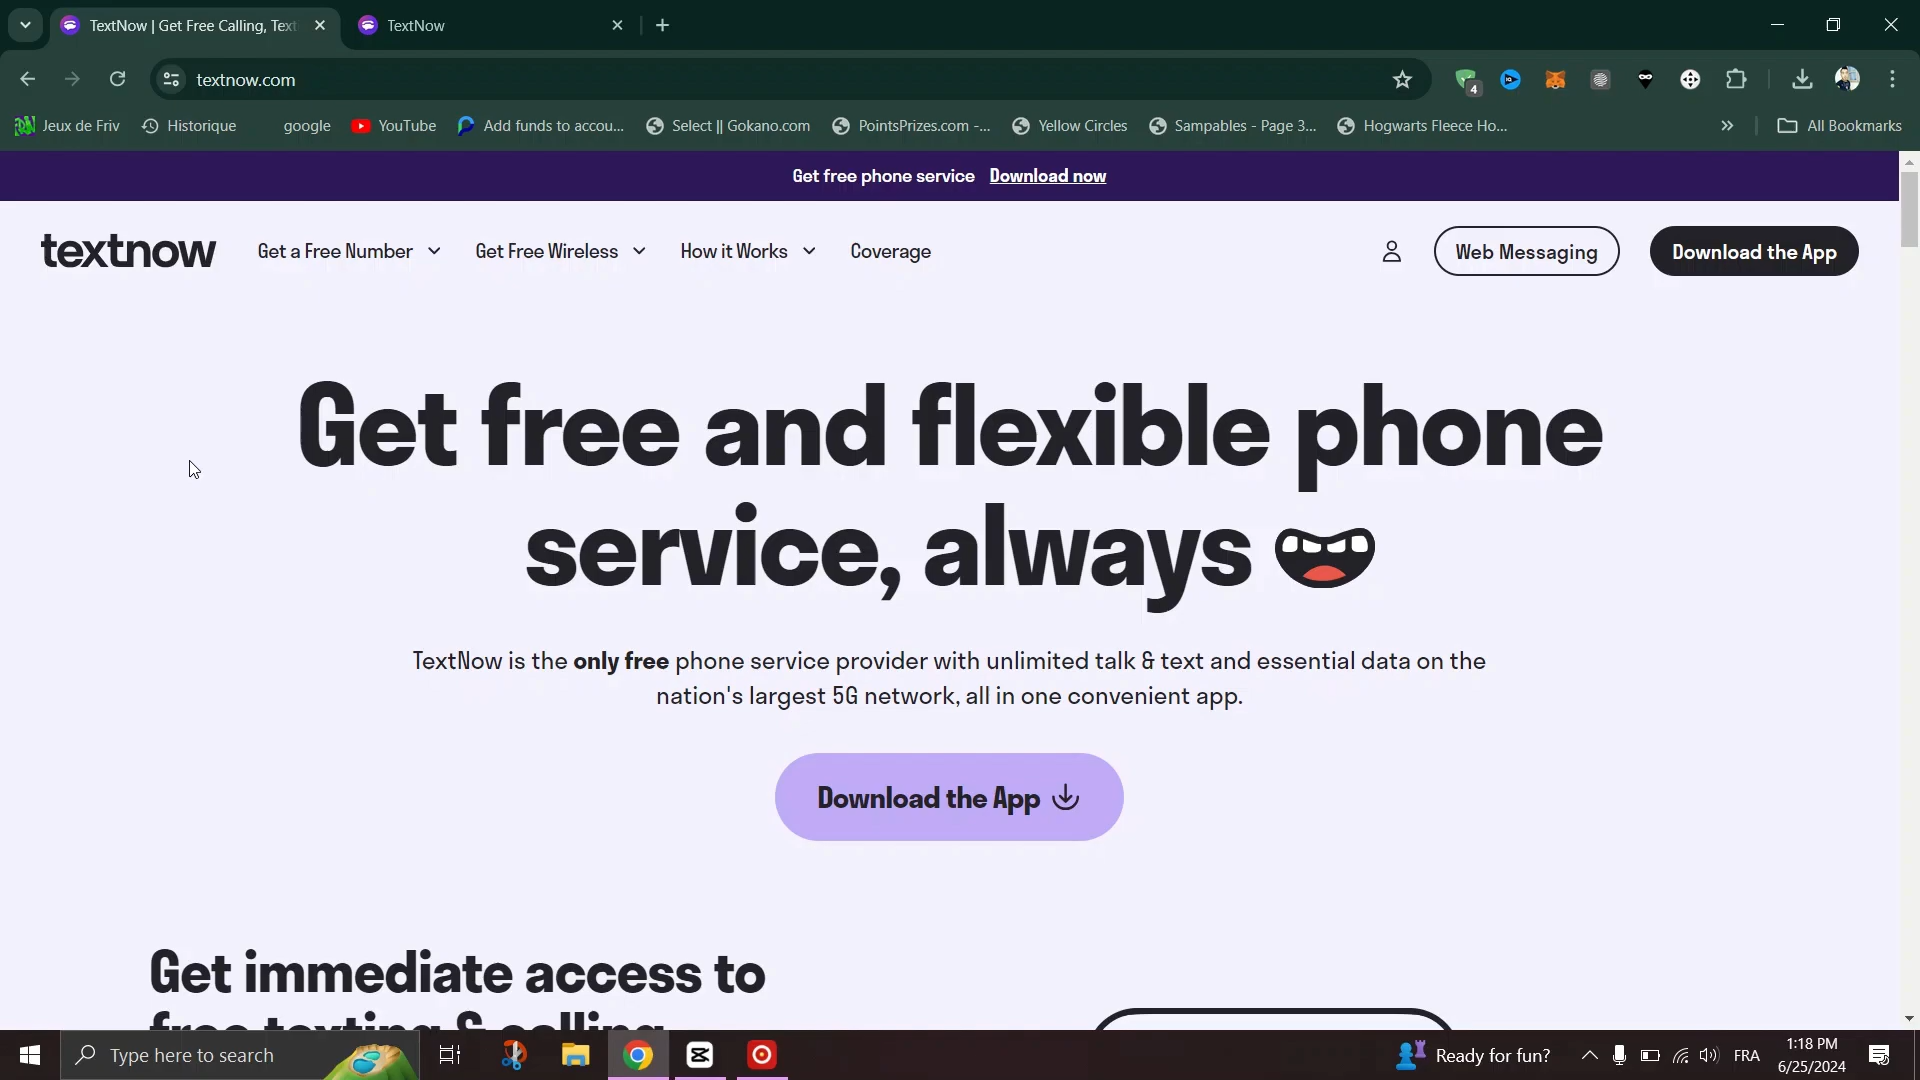 TextNow | Get Free Calling, Text
TextNow
textnow.com
4
Jeux de Friv
Historique
google
YouTube
Add funds to accou...
Select || Gokano.com
PointsPrizes.com -...
Yellow Circles
Sampables - Page 3...
Hogwarts Fleece Ho...
All Bookmarks
Get free phone service Download now
textnow
Get a Free Number
Get Free Wireless
How it Works
Coverage
Web Messaging
Download the App
Get free and flexible phone
service, always
TextNow is the only free phone service provider with unlimited talk & text and essential data on the
nation's largest 5G network, all in one convenient app.
Download the App
Get immediate access to
free texting & calling
Type here to search
Ready for fun?
FRA
1:18 PM
6/25/2024